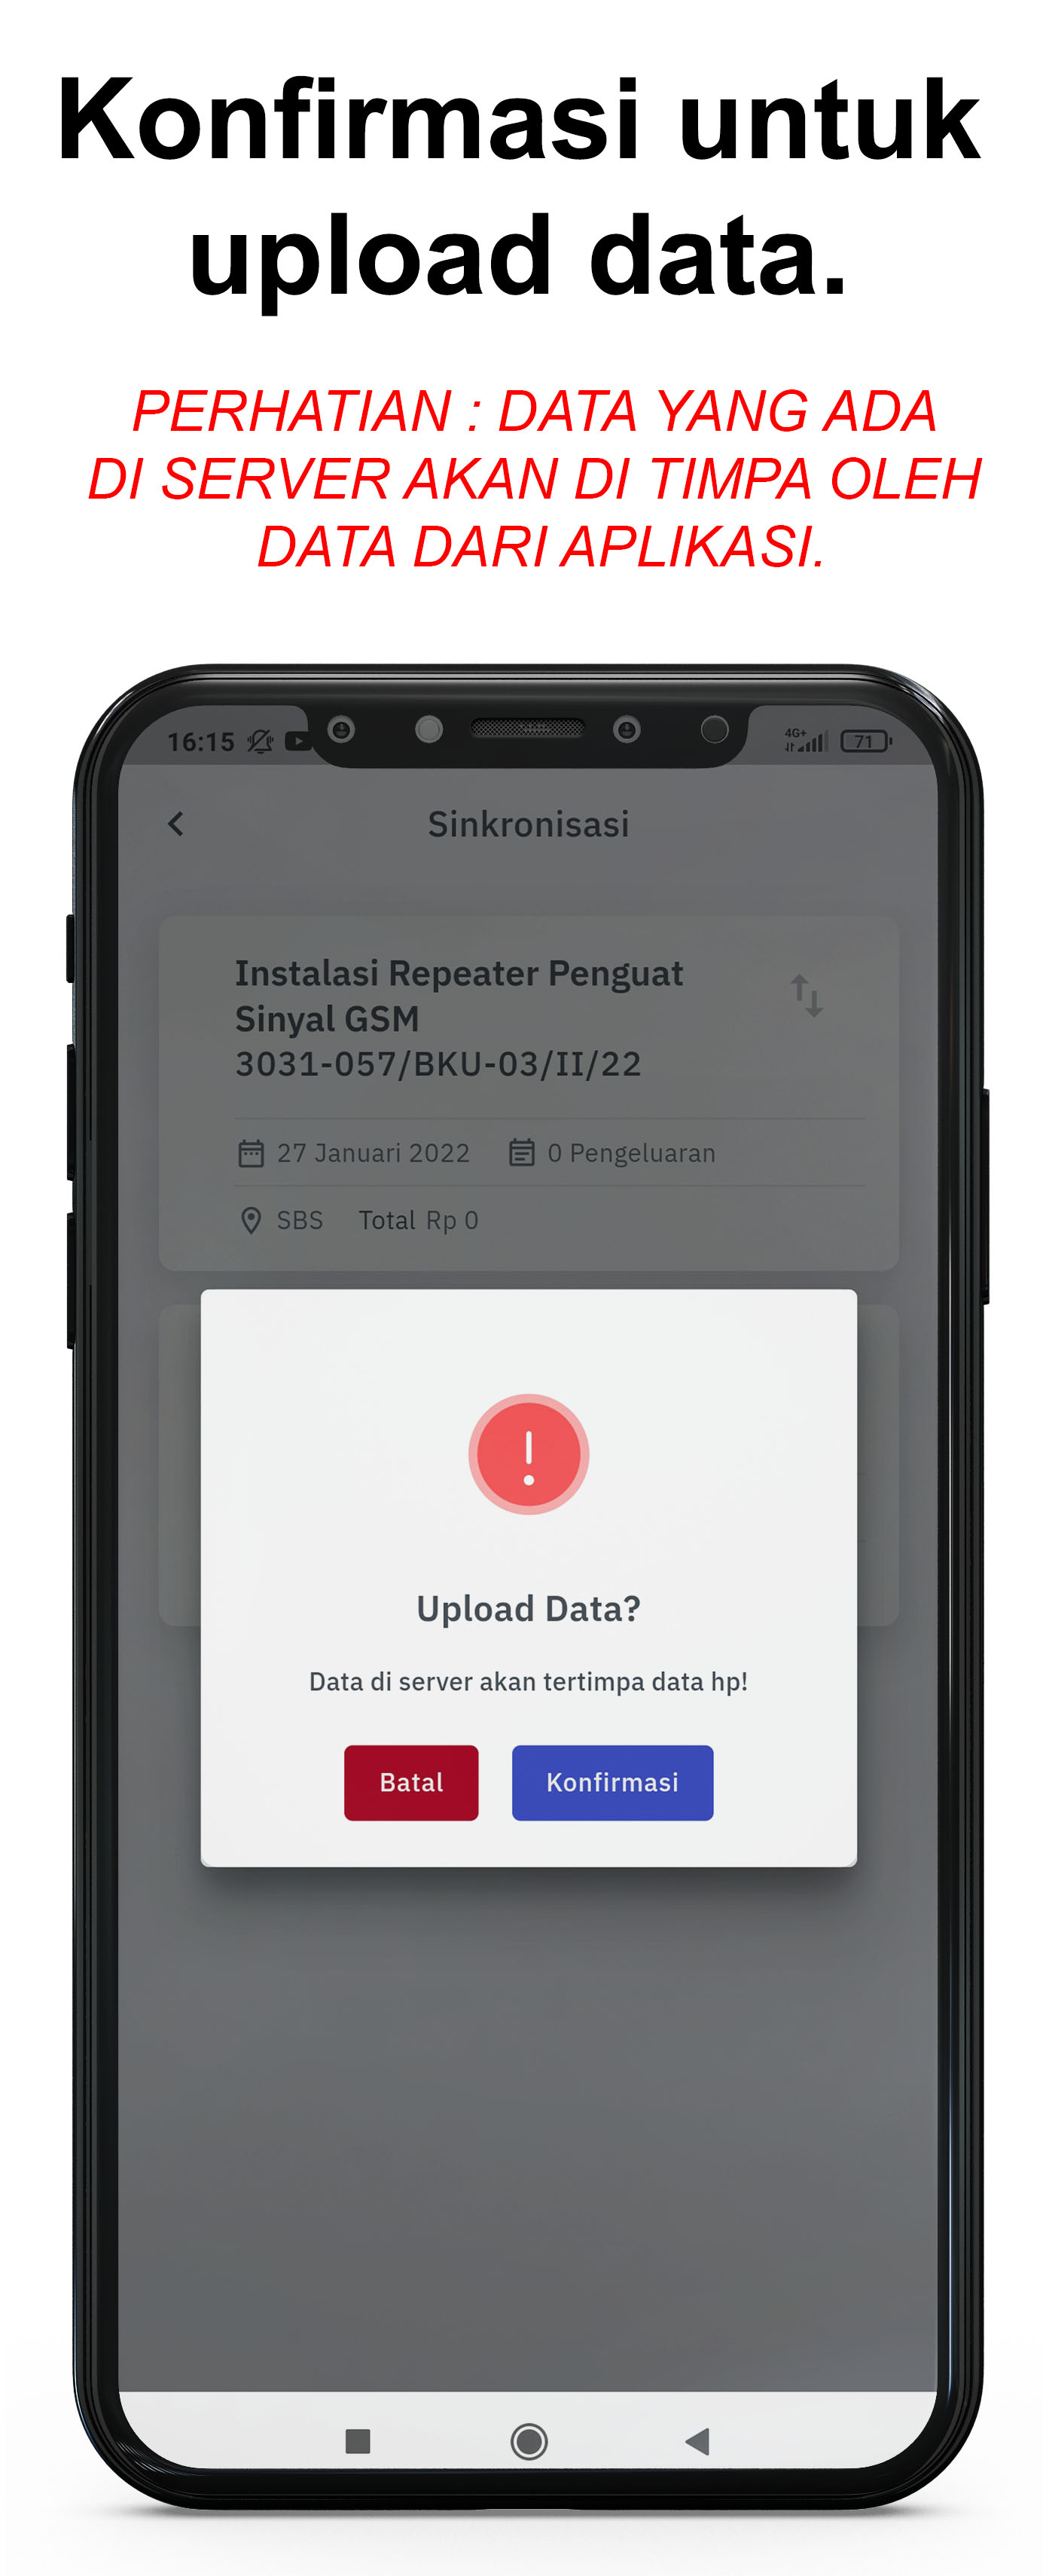 Konfirmasi untuk
upload data.
PERHATIAN : DATA YANG ADA
DI SERVER AKAN DI TIMPA OLEH
DATA DARI APLIKASI.
16:15 4G+ 71
Sinkronisasi
Instalasi Repeater Penguat
Sinyal GSM
3031-057/BKU-03/II/22
27 Januari 2022 0 Pengeluaran
SBS Total Rp 0
Upload Data?
Data di server akan tertimpa data hp!
Batal Konfirmasi